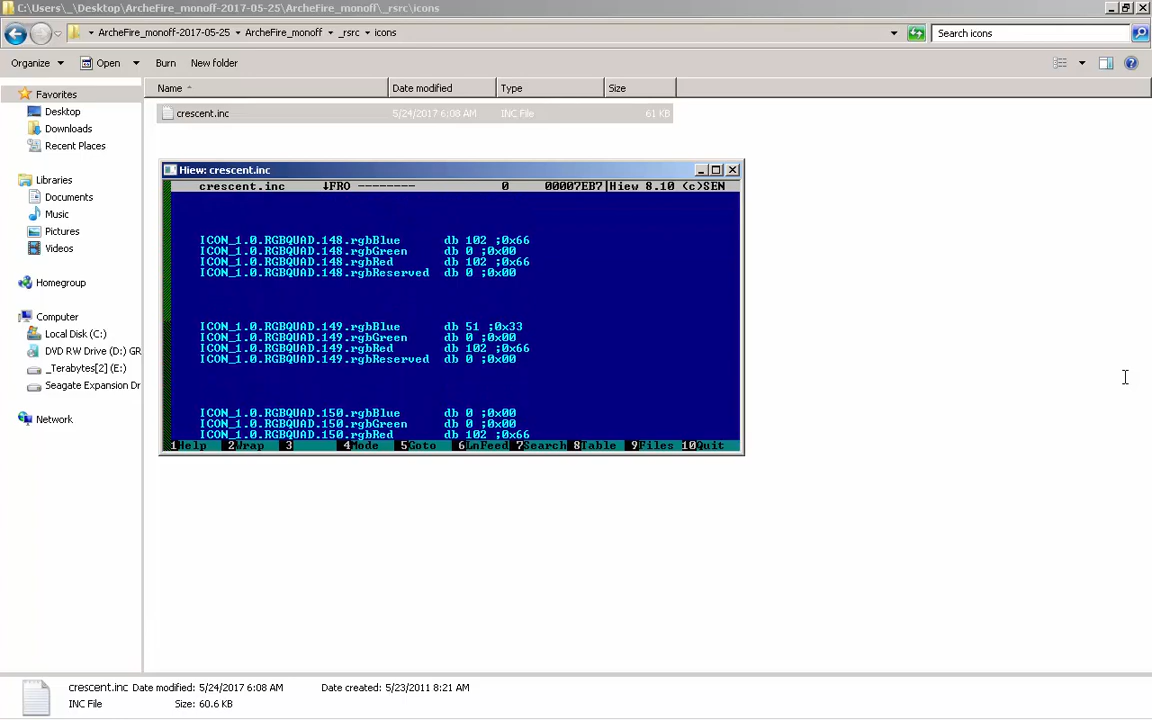 C:\Users\_\Desktop\ArcheFire_monoff-2017-05-25\ArcheFire_monoff\_rsrc\icons
ArcheFire_monoff-2017-05-25 ArcheFire_monoff _rsrc icons
Search icons
Organize Open Burn New folder
Favorites
Desktop
Downloads
Recent Places
Libraries
Documents
Music
Pictures
Videos
Homegroup
Computer
Local Disk (C:)
DVD RW Drive (D:) GR
_Terabytes[2] (E:)
Seagate Expansion Dr
Network
Name Date modified Type Size
crescent.inc 5/24/2017 6:08 AM INC File 61 KB
Hiew: crescent.inc
crescent.inc ↓FRO -------- 0 00007EB7|Hiew 8.10 (c)SEN
ICON_1.0.RGBQUAD.148.rgbBlue db 102 ;0x66
ICON_1.0.RGBQUAD.148.rgbGreen db 0 ;0x00
ICON_1.0.RGBQUAD.148.rgbRed db 102 ;0x66
ICON_1.0.RGBQUAD.148.rgbReserved db 0 ;0x00
ICON_1.0.RGBQUAD.149.rgbBlue db 51 ;0x33
ICON_1.0.RGBQUAD.149.rgbGreen db 0 ;0x00
ICON_1.0.RGBQUAD.149.rgbRed db 102 ;0x66
ICON_1.0.RGBQUAD.149.rgbReserved db 0 ;0x00
ICON_1.0.RGBQUAD.150.rgbBlue db 0 ;0x00
ICON_1.0.RGBQUAD.150.rgbGreen db 0 ;0x00
ICON_1.0.RGBQUAD.150.rgbRed db 102 ;0x66
1Help 2Wrap 3 4Mode 5Goto 6LnFeed 7Search 8Table 9Files 10Quit
crescent.inc Date modified: 5/24/2017 6:08 AM Date created: 5/23/2011 8:21 AM
INC File Size: 60.6 KB